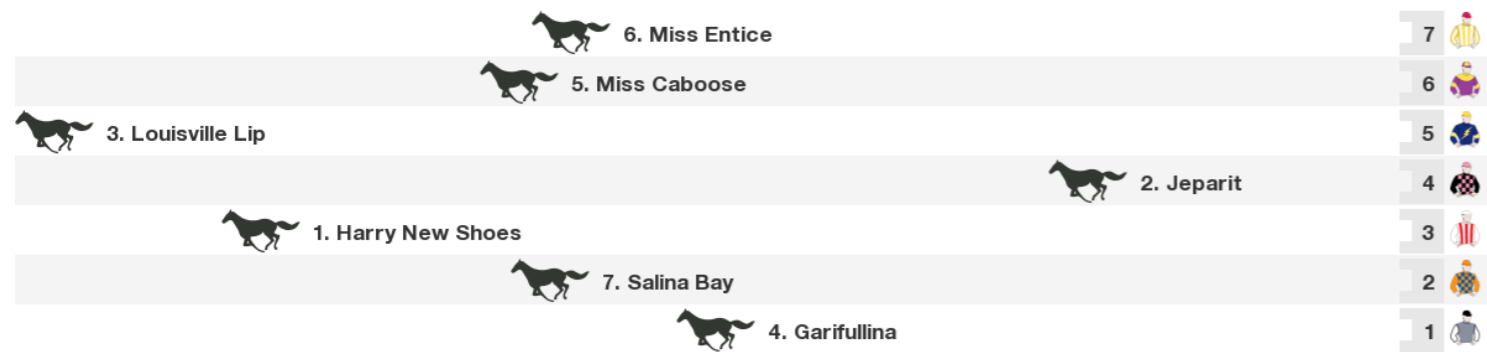 6. Miss Entice 7
5. Miss Caboose 6
3. Louisville Lip 5
2. Jeparit 4
1. Harry New Shoes 3
7. Salina Bay 2
4. Garifullina 1